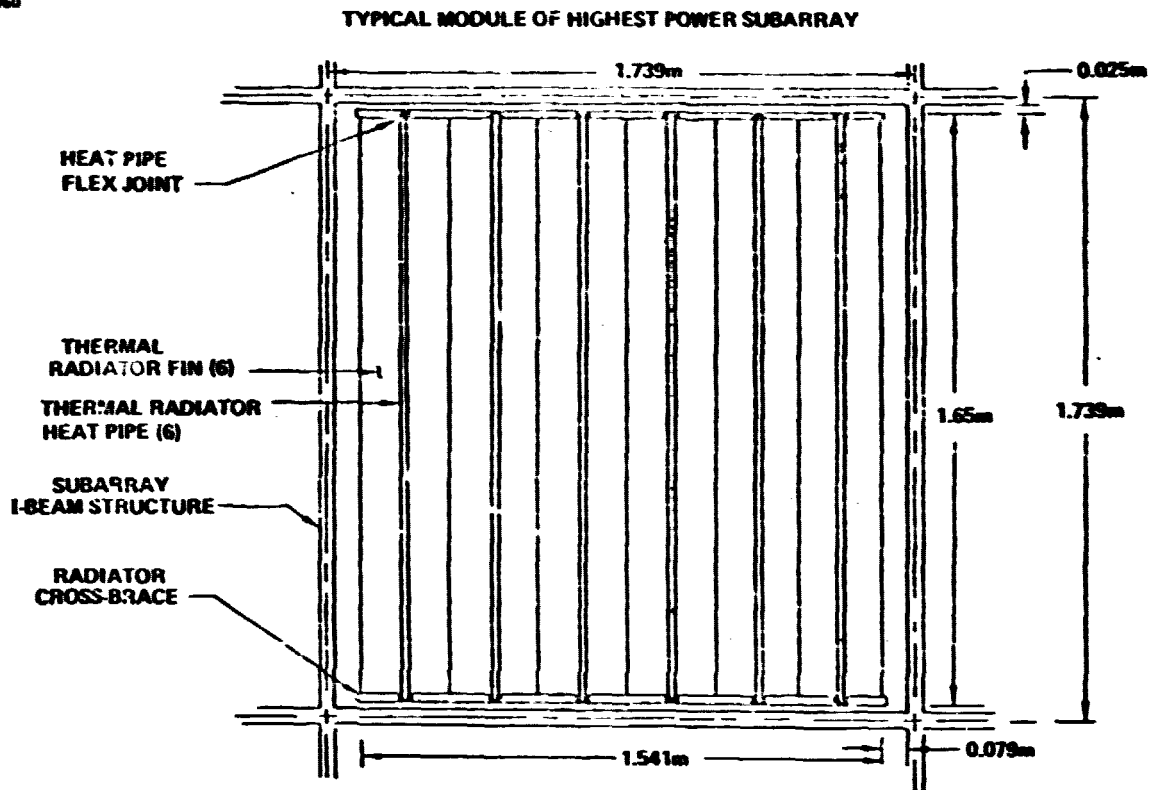 TYPICAL MODULE OF HIGHEST POWER SUBARRAY
1.739m
0.025m
HEAT PIPE
FLEX JOINT
THERMAL
RADIATOR FIN (6)
THERMAL RADIATOR
HEAT PIPE (6)
1.65m
1.739m
SUBARRAY
I-BEAM STRUCTURE
RADIATOR
CROSS-BRACE
1.541m
0.079m